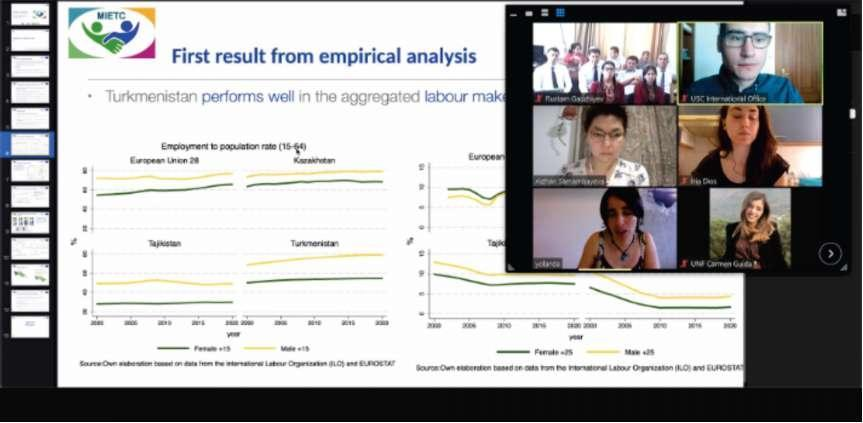 MIETC
First result from empirical analysis
• Turkmenistan performs well in the aggregated labour make
Employment to population rate (15-64)
European Union 28
Kazakhstan
Tajikistan
Turkmenistan
%
2000 2005 2010 2015 2020 2000 2005 2010 2015 2020
year
Female +15 Male +15
Source:Own elaboration based on data from the International Labour Organization (ILO) and EUROSTAT
European
Tajik
%
2000 2005 2010 2015 2020 2000 2005 2010 2015 2020
year
Female +25 Male +25
Source:Own elaboration based on data from the International Labour Organization (ILO) and EUROSTAT
USC International Office
Iria Dios
yolanda
UNF Carmen Guida